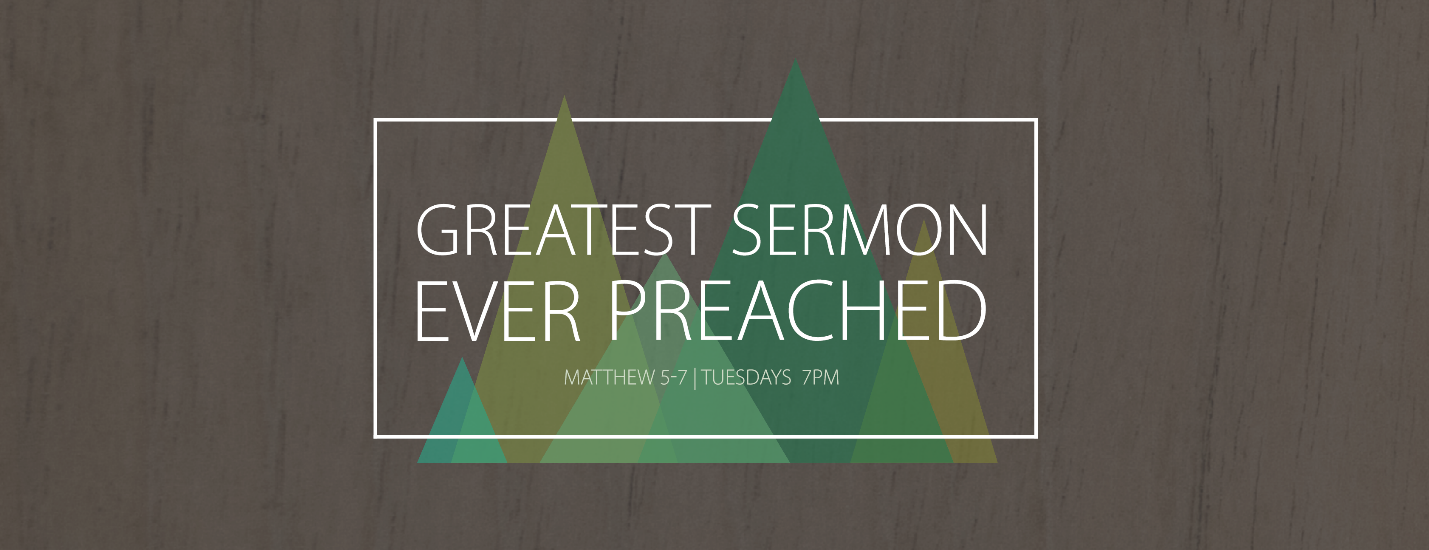 GREATEST SERMON
EVER PREACHED
MATTHEW 5-7 | TUESDAYS 7PM